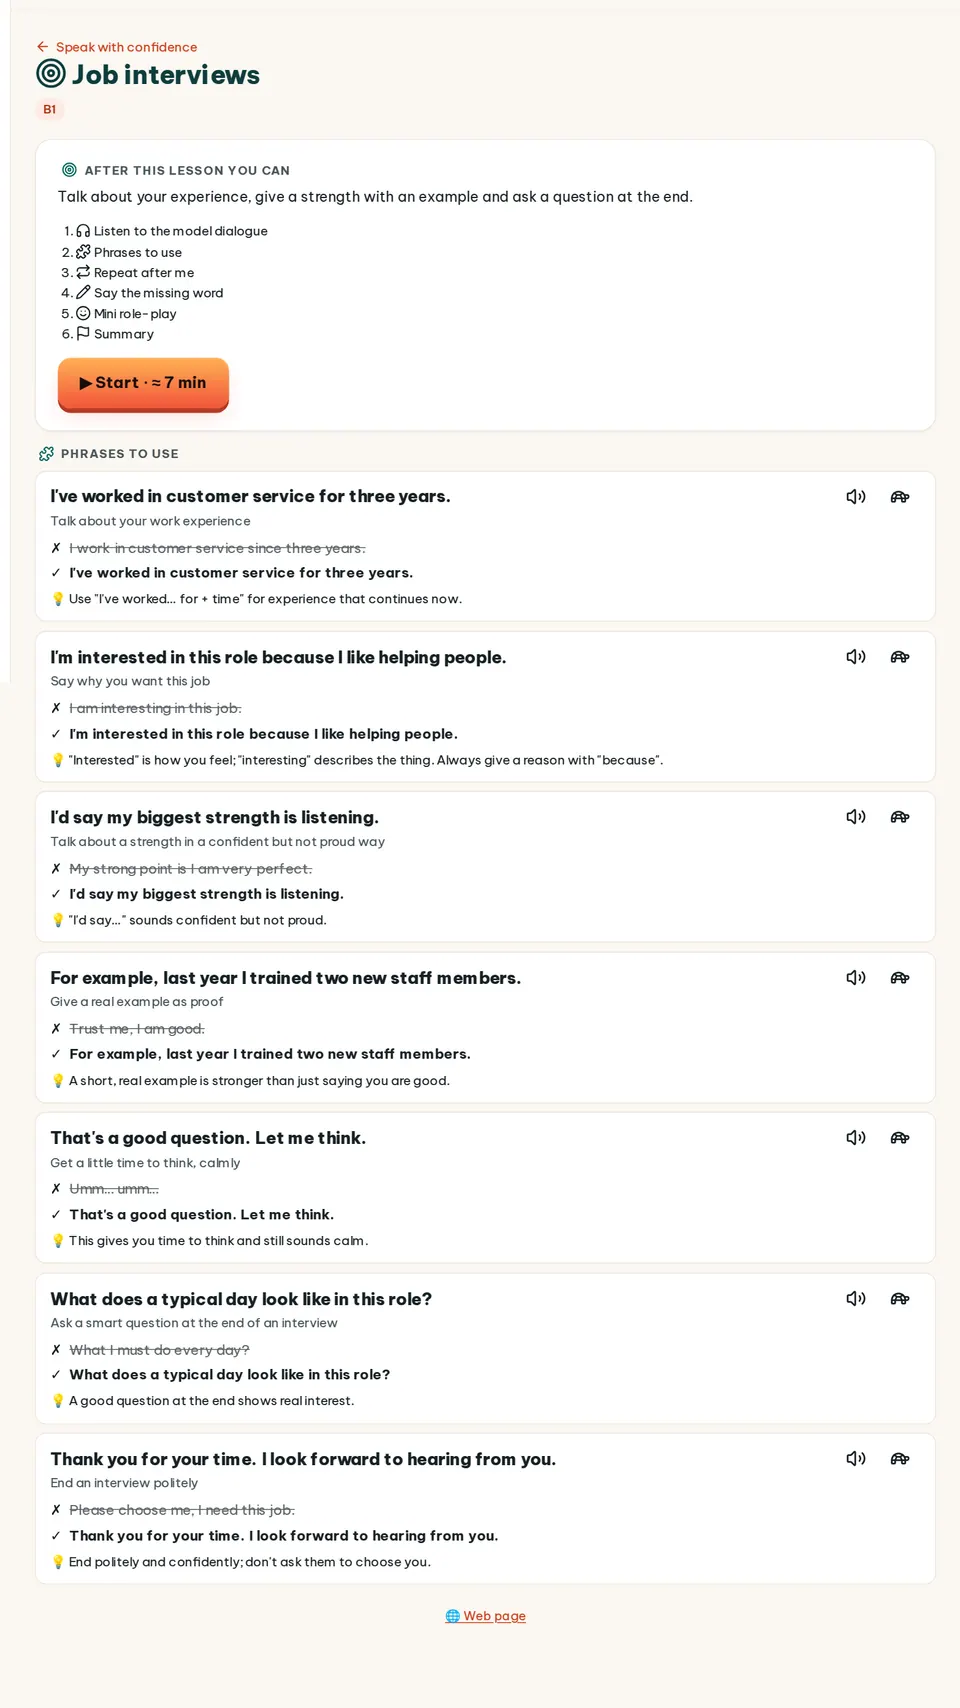 ← Speak with confidence
Job interviews
B1
AFTER THIS LESSON YOU CAN
Talk about your experience, give a strength with an example and ask a question at the end.
1. Listen to the model dialogue
2. Phrases to use
3. Repeat after me
4. Say the missing word
5. Mini role-play
6. Summary
▶ Start · ≈ 7 min
PHRASES TO USE
I've worked in customer service for three years.
Talk about your work experience
✗ I work in customer service since three years.
✓ I've worked in customer service for three years.
💡 Use "I've worked... for + time" for experience that continues now.
I'm interested in this role because I like helping people.
Say why you want this job
✗ I am interesting in this job.
✓ I'm interested in this role because I like helping people.
💡 "Interested" is how you feel; "interesting" describes the thing. Always give a reason with "because".
I'd say my biggest strength is listening.
Talk about a strength in a confident but not proud way
✗ My strong point is I am very perfect.
✓ I'd say my biggest strength is listening.
💡 "I'd say..." sounds confident but not proud.
For example, last year I trained two new staff members.
Give a real example as proof
✗ Trust me, I am good.
✓ For example, last year I trained two new staff members.
💡 A short, real example is stronger than just saying you are good.
That's a good question. Let me think.
Get a little time to think, calmly
✗ Umm... umm...
✓ That's a good question. Let me think.
💡 This gives you time to think and still sounds calm.
What does a typical day look like in this role?
Ask a smart question at the end of an interview
✗ What I must do every day?
✓ What does a typical day look like in this role?
💡 A good question at the end shows real interest.
Thank you for your time. I look forward to hearing from you.
End an interview politely
✗ Please choose me, I need this job.
✓ Thank you for your time. I look forward to hearing from you.
💡 End politely and confidently; don't ask them to choose you.
🌐 Web page